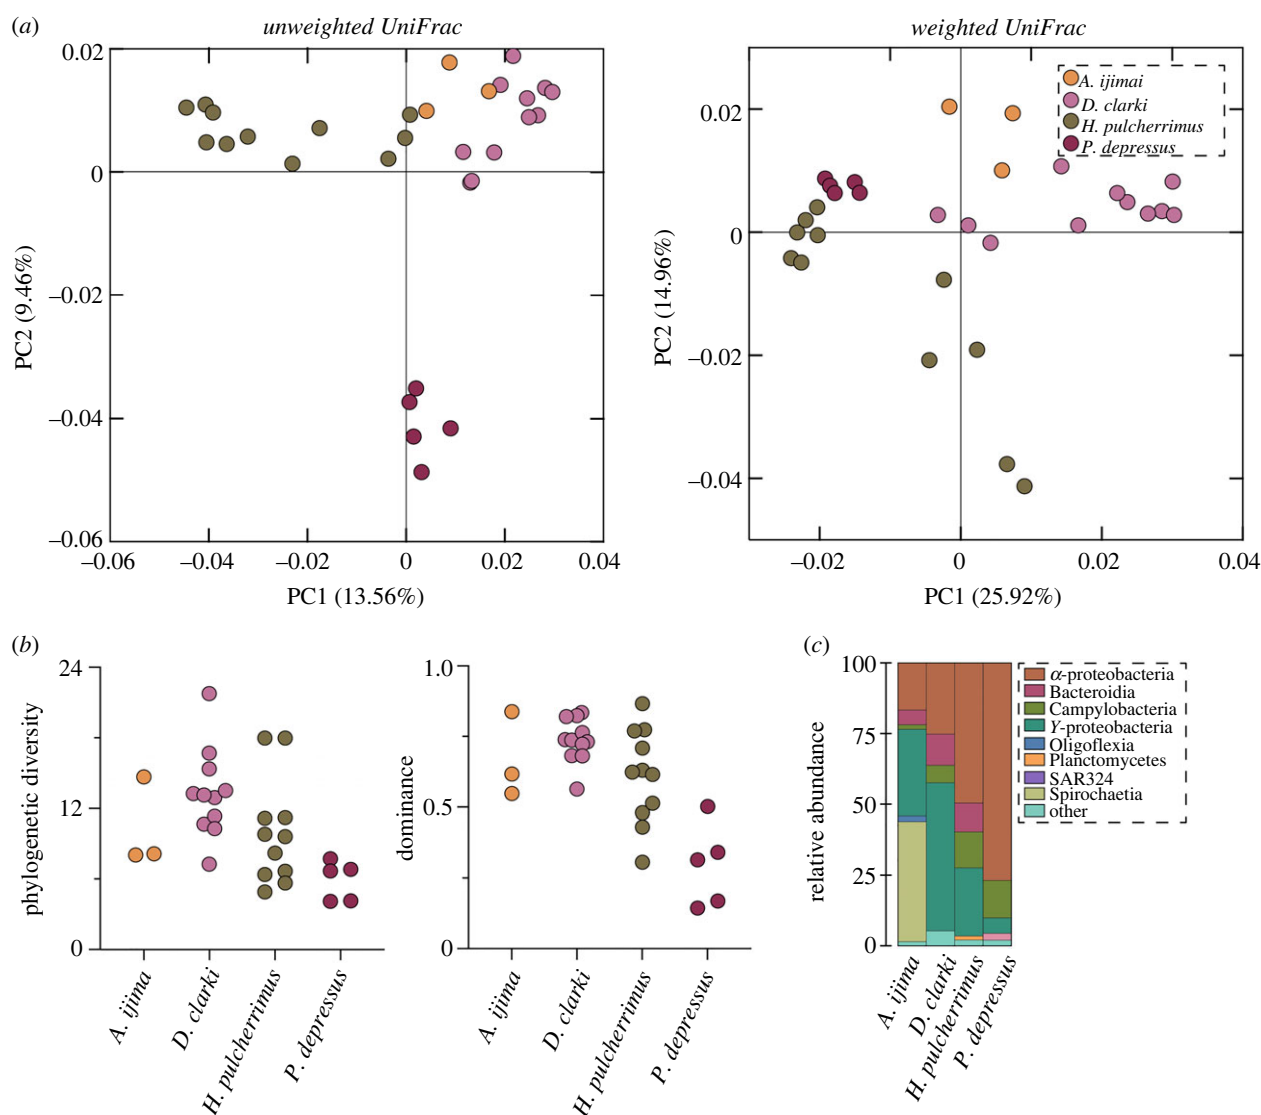 (a)
unweighted UniFrac
0.02
0
−0.02
−0.04
−0.06
PC2 (9.46%)
−0.06
−0.04
−0.02
0
0.02
0.04
PC1 (13.56%)
weighted UniFrac
A. ijimai
D. clarki
H. pulcherrimus
P. depressus
0.02
0
−0.02
−0.04
PC2 (14.96%)
−0.02
0
0.02
0.04
PC1 (25.92%)
(b)
24
12
0
phylogenetic diversity
A. ijima
D. clarki
H. pulcherrimus
P. depressus
1.0
0.5
0
dominance
A. ijima
D. clarki
H. pulcherrimus
P. depressus
(c)
100
75
50
25
0
relative abundance
A. ijima
D. clarki
H. pulcherrimus
P. depressus
α-proteobacteria
Bacteroidia
Campylobacteria
Y-proteobacteria
Oligoflexia
Planctomycetes
SAR324
Spirochaetia
other